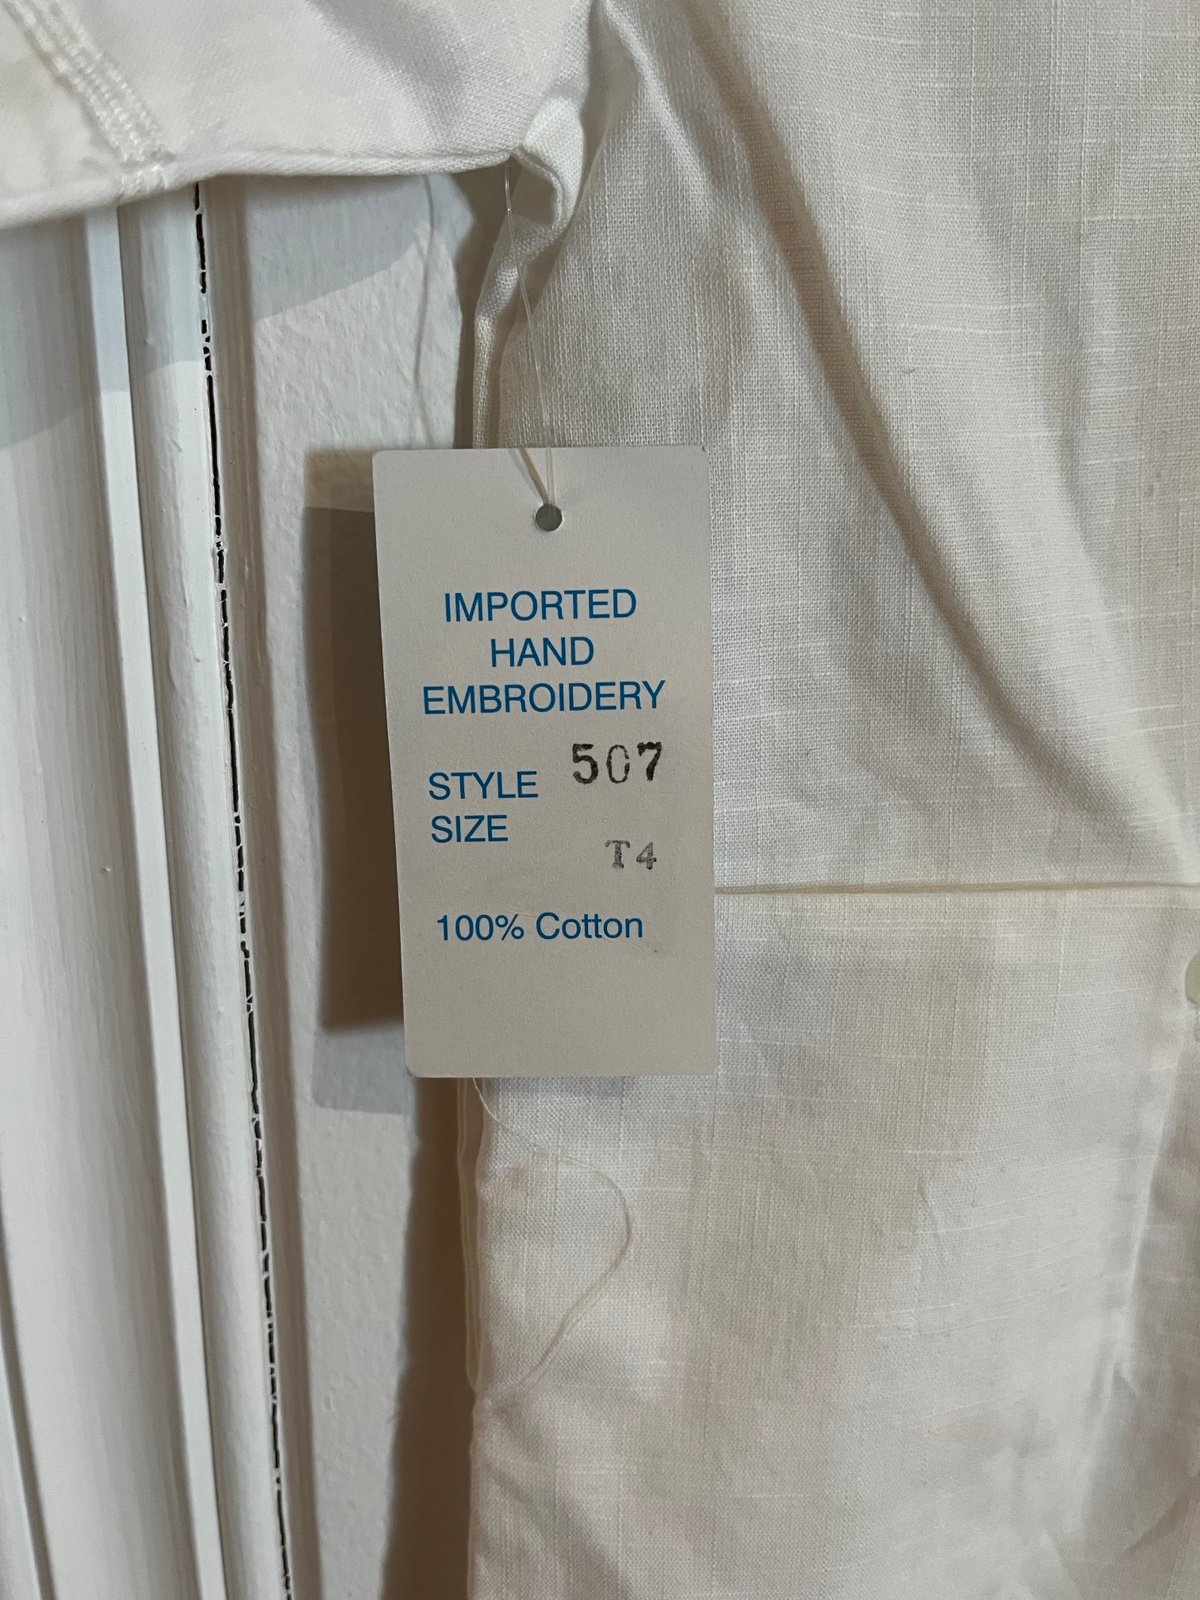 IMPORTED
HAND
EMBROIDERY
STYLE 507
SIZE T4
100% Cotton